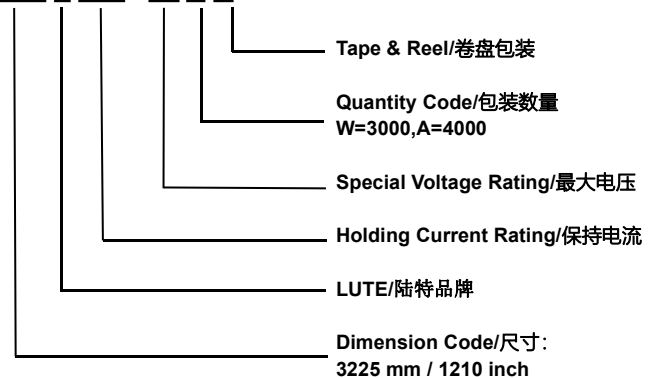 Tape & Reel/卷盘包装
Quantity Code/包装数量
W=3000,A=4000
Special Voltage Rating/最大电压
Holding Current Rating/保持电流
LUTE/陆特品牌
Dimension Code/尺寸:
3225 mm / 1210 inch